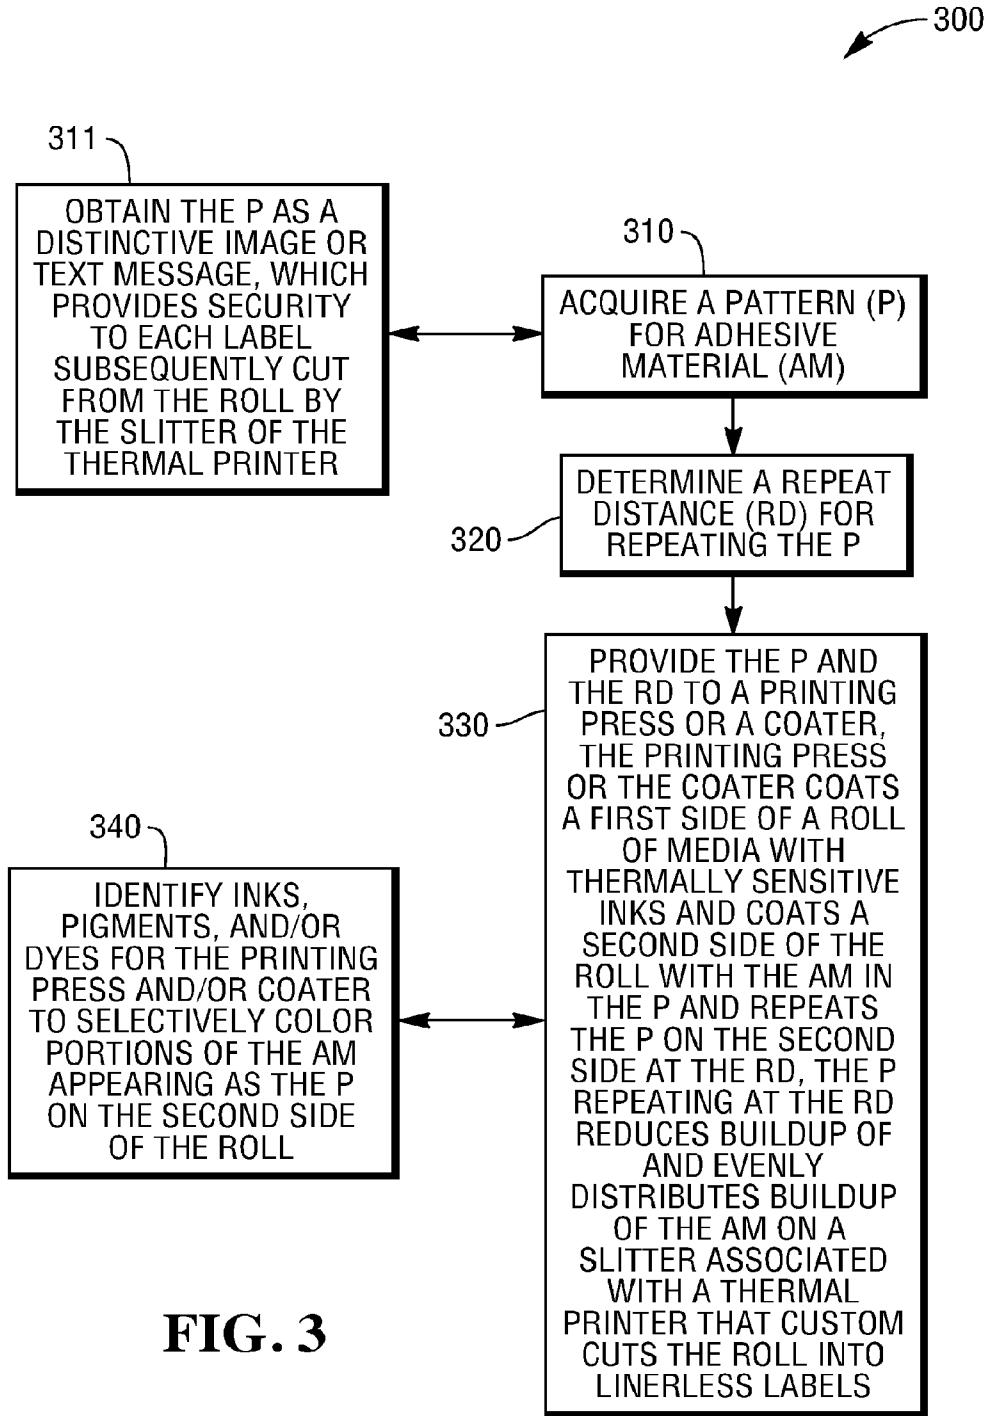 300
311
OBTAIN THE P AS A
DISTINCTIVE IMAGE OR
TEXT MESSAGE, WHICH
PROVIDES SECURITY
TO EACH LABEL
SUBSEQUENTLY CUT
FROM THE ROLL BY
THE SLITTER OF THE
THERMAL PRINTER
310
ACQUIRE A PATTERN (P)
FOR ADHESIVE
MATERIAL (AM)
320
DETERMINE A REPEAT
DISTANCE (RD) FOR
REPEATING THE P
330
PROVIDE THE P AND
THE RD TO A PRINTING
PRESS OR A COATER,
THE PRINTING PRESS
OR THE COATER COATS
A FIRST SIDE OF A ROLL
OF MEDIA WITH
THERMALLY SENSITIVE
INKS AND COATS A
SECOND SIDE OF THE
ROLL WITH THE AM IN
THE P AND REPEATS
THE P ON THE SECOND
SIDE AT THE RD, THE P
REPEATING AT THE RD
REDUCES BUILDUP OF
AND EVENLY
DISTRIBUTES BUILDUP
OF THE AM ON A
SLITTER ASSOCIATED
WITH A THERMAL
PRINTER THAT CUSTOM
CUTS THE ROLL INTO
LINERLESS LABELS
340
IDENTIFY INKS,
PIGMENTS, AND/OR
DYES FOR THE PRINTING
PRESS AND/OR COATER
TO SELECTIVELY COLOR
PORTIONS OF THE AM
APPEARING AS THE P
ON THE SECOND SIDE
OF THE ROLL
FIG. 3